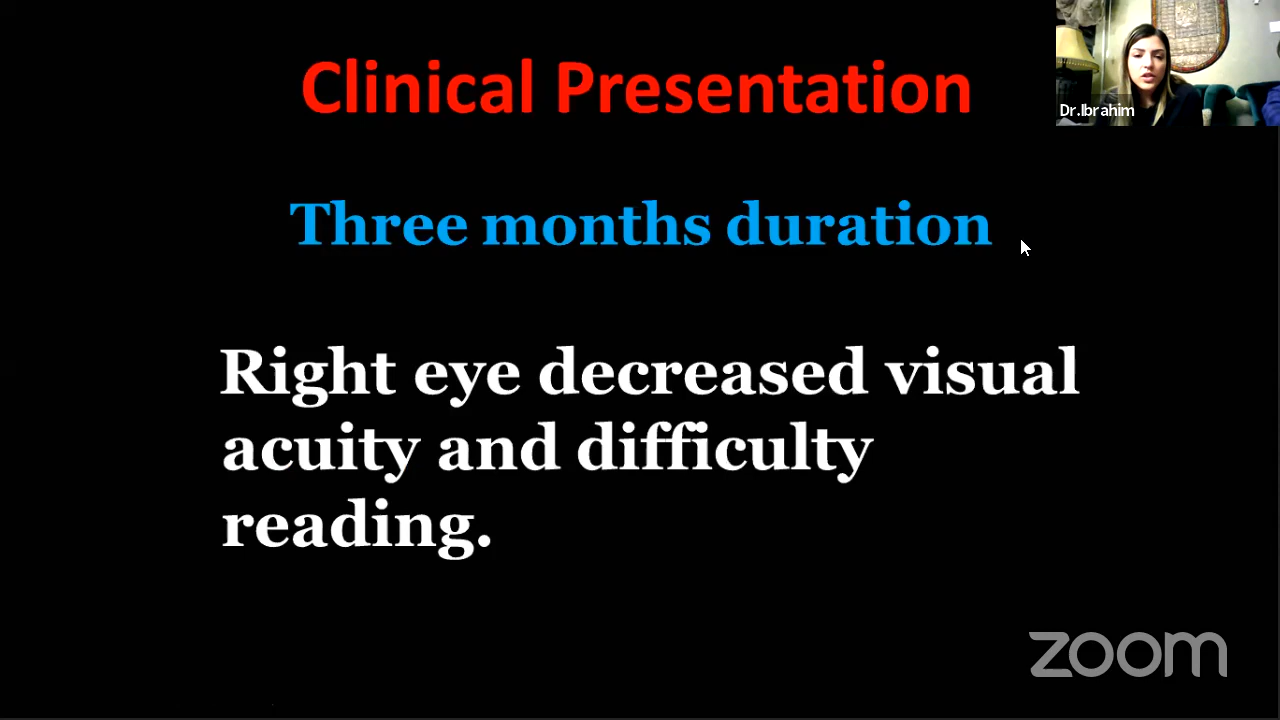 Clinical Presentation
Dr.Ibrahim
Three months duration
Right eye decreased visual
acuity and difficulty
reading.
zoom